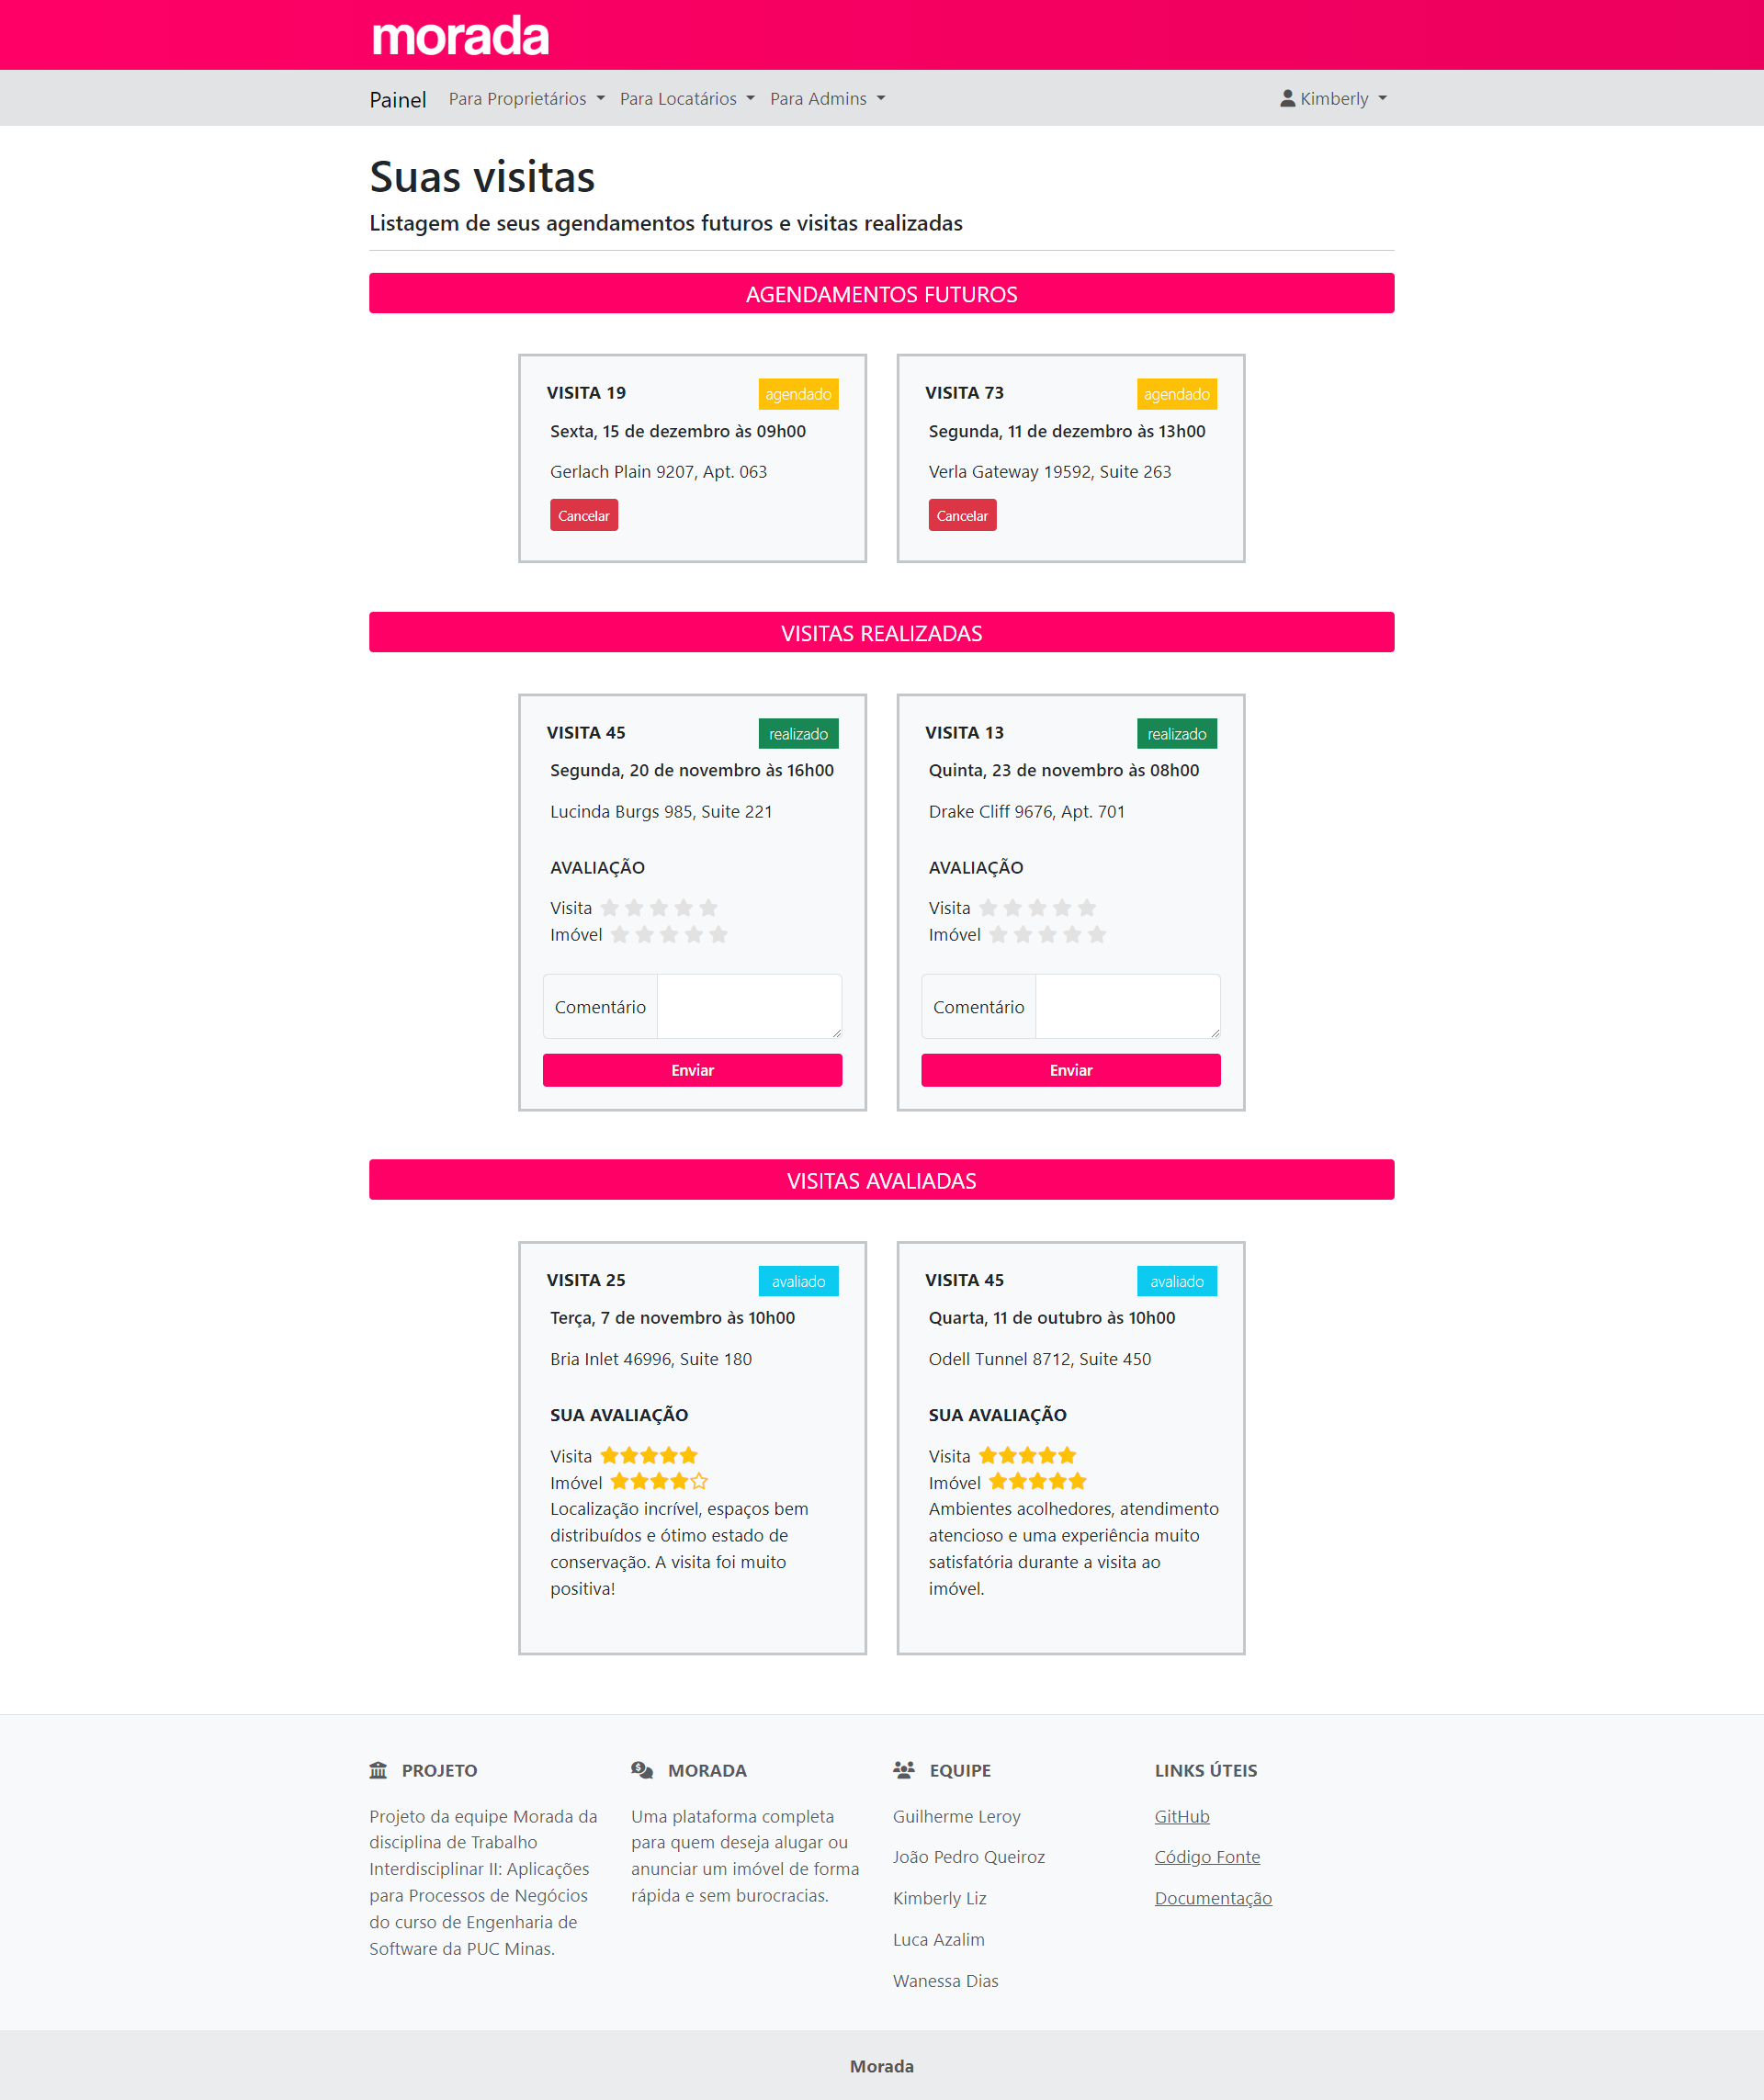 morada
Painel Para Proprietários Para Locatários Para Admins Kimberly
Suas visitas
Listagem de seus agendamentos futuros e visitas realizadas
AGENDAMENTOS FUTUROS
VISITA 19 agendado
Sexta, 15 de dezembro às 09h00
Gerlach Plain 9207, Apt. 063
Cancelar
VISITA 73 agendado
Segunda, 11 de dezembro às 13h00
Verla Gateway 19592, Suite 263
Cancelar
VISITAS REALIZADAS
VISITA 45 realizado
Segunda, 20 de novembro às 16h00
Lucinda Burgs 985, Suite 221
AVALIAÇÃO
Visita
Imóvel
Comentário
Enviar
VISITA 13 realizado
Quinta, 23 de novembro às 08h00
Drake Cliff 9676, Apt. 701
AVALIAÇÃO
Visita
Imóvel
Comentário
Enviar
VISITAS AVALIADAS
VISITA 25 avaliado
Terça, 7 de novembro às 10h00
Bria Inlet 46996, Suite 180
SUA AVALIAÇÃO
Visita
Imóvel
Localização incrível, espaços bem
distribuídos e ótimo estado de
conservação. A visita foi muito
positiva!
VISITA 45 avaliado
Quarta, 11 de outubro às 10h00
Odell Tunnel 8712, Suite 450
SUA AVALIAÇÃO
Visita
Imóvel
Ambientes acolhedores, atendimento
atencioso e uma experiência muito
satisfatória durante a visita ao
imóvel.
PROJETO
Projeto da equipe Morada da
disciplina de Trabalho
Interdisciplinar II: Aplicações
para Processos de Negócios
do curso de Engenharia de
Software da PUC Minas.
MORADA
Uma plataforma completa
para quem deseja alugar ou
anunciar um imóvel de forma
rápida e sem burocracias.
EQUIPE
Guilherme Leroy
João Pedro Queiroz
Kimberly Liz
Luca Azalim
Wanessa Dias
LINKS ÚTEIS
GitHub
Código Fonte
Documentação
Morada